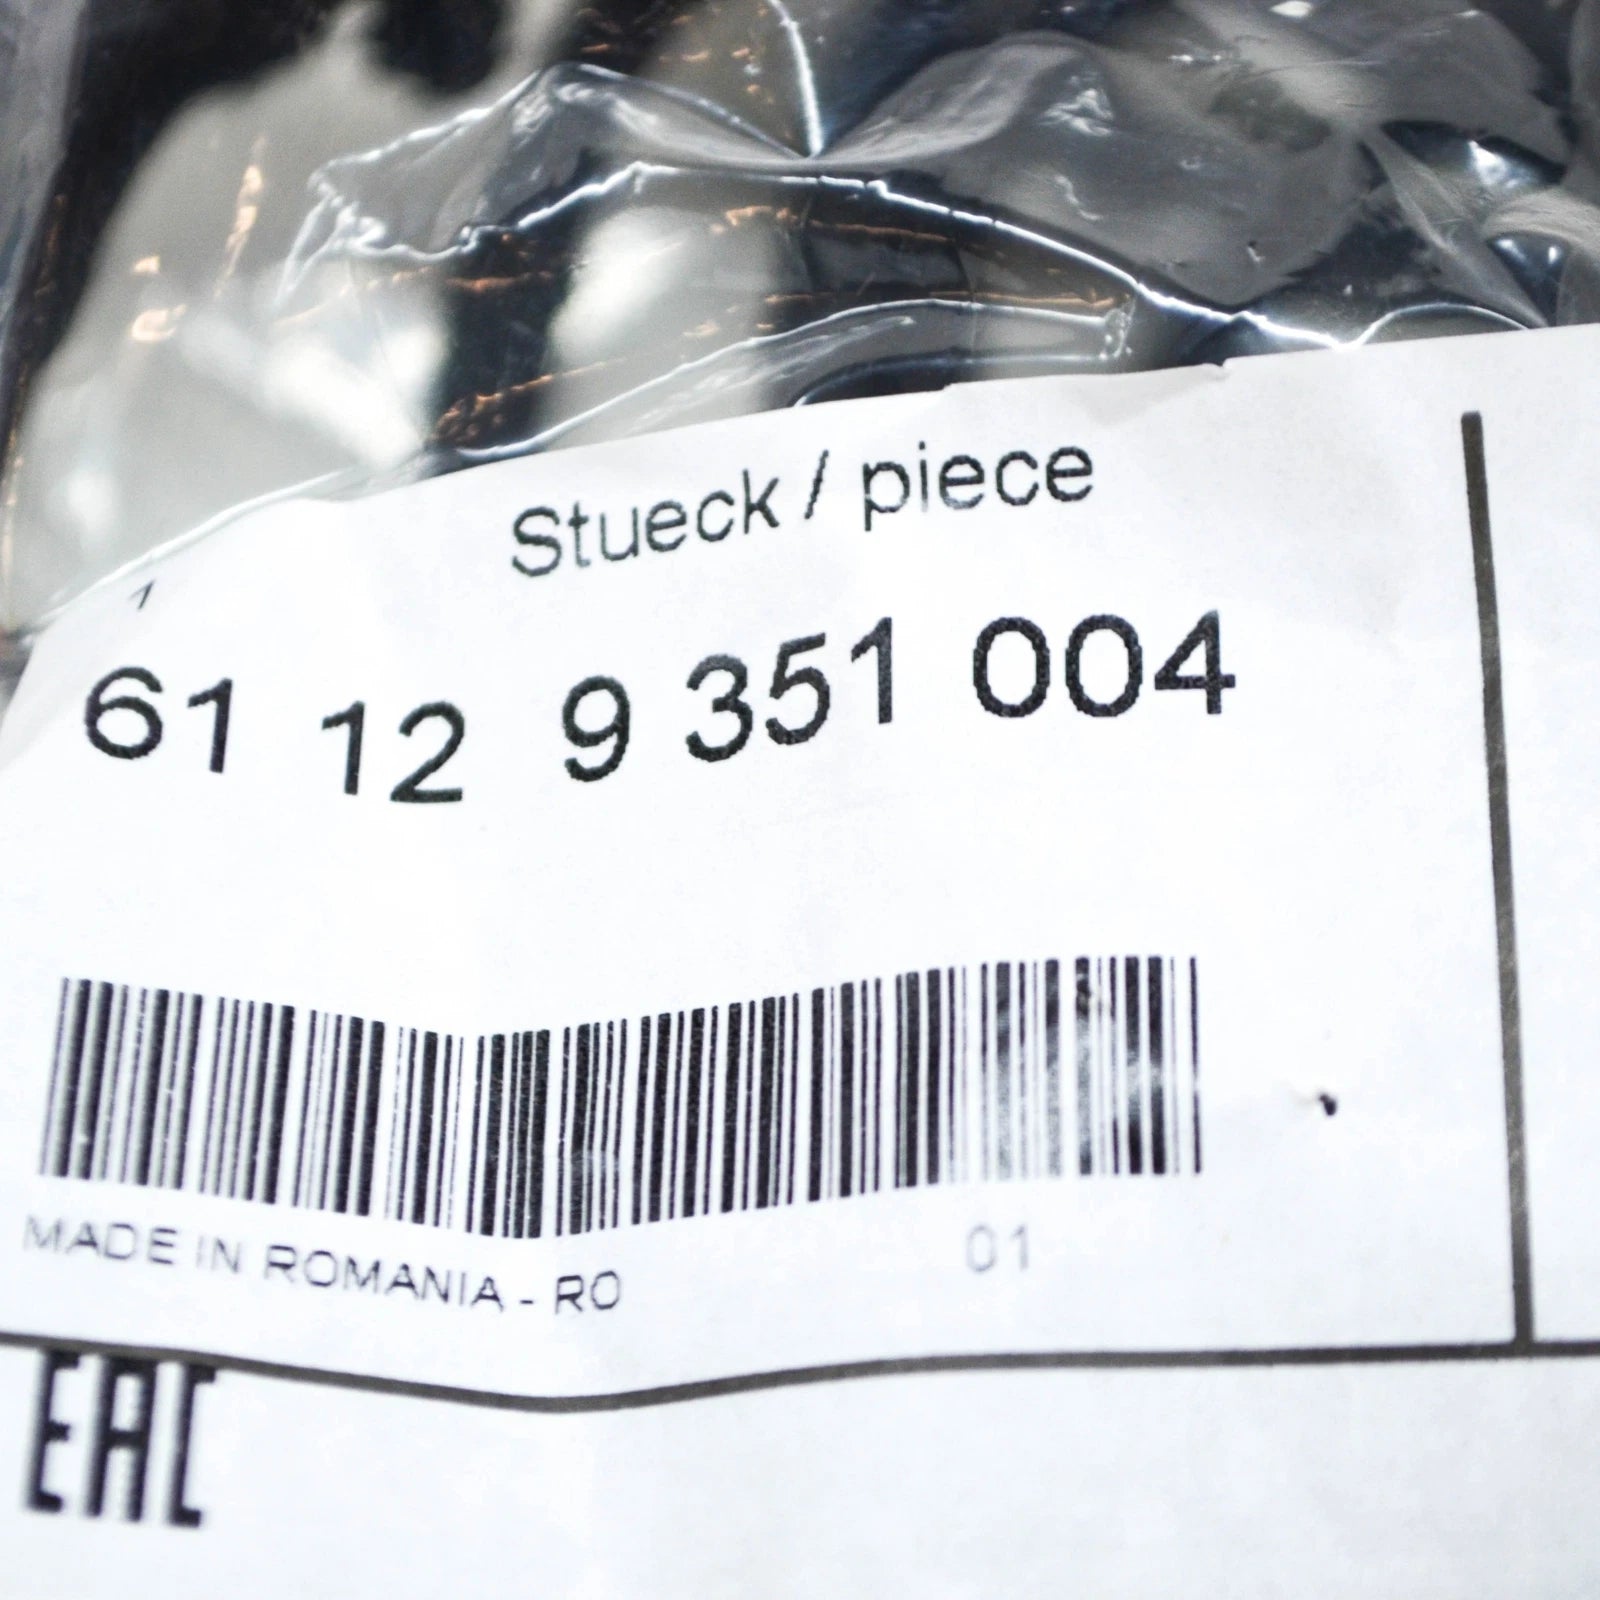 1 Stueck / piece
61 12 9 351 004
MADE IN ROMANIA - RO 01
EAC